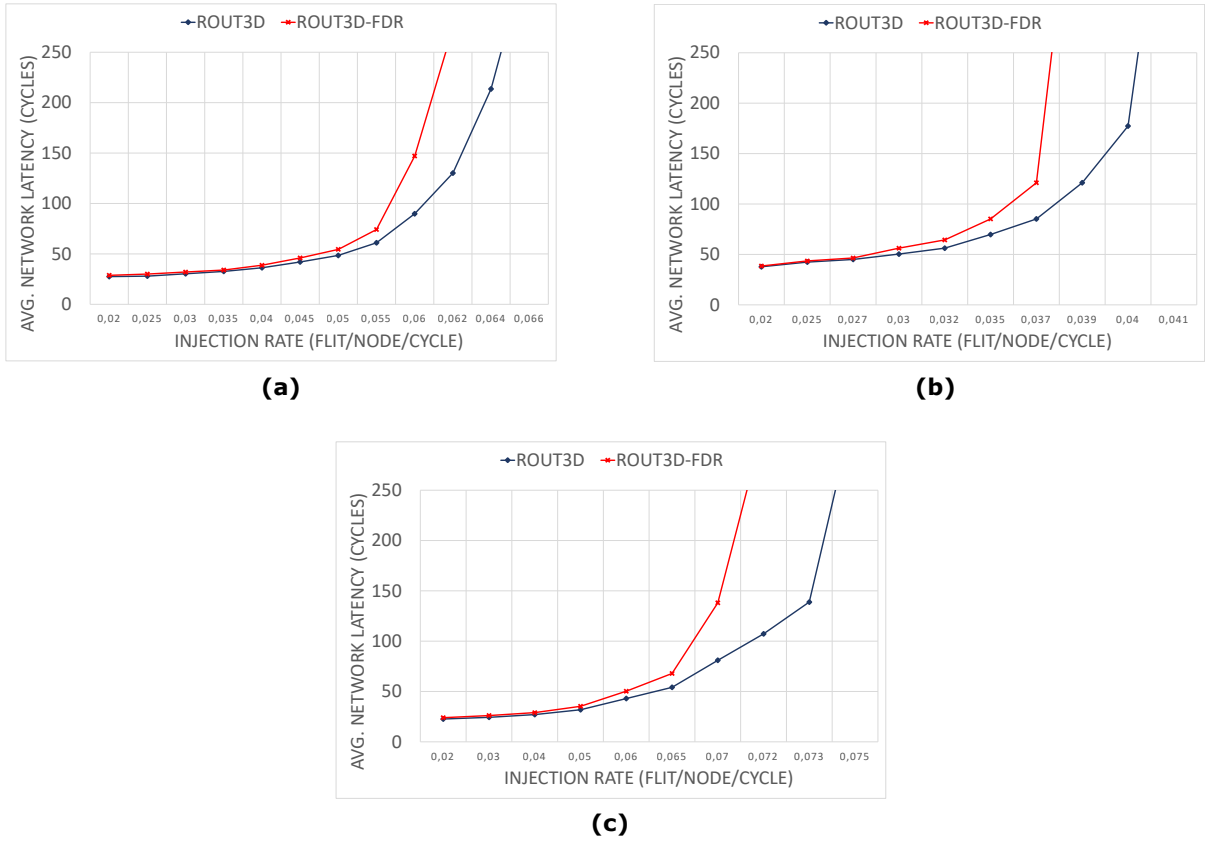 ROUT3D ROUT3D-FDR
AVG. NETWORK LATENCY (CYCLES)
250
200
150
100
50
0
0,02 0,025 0,03 0,035 0,04 0,045 0,05 0,055 0,06 0,062 0,064 0,066
INJECTION RATE (FLIT/NODE/CYCLE)
(a)
ROUT3D ROUT3D-FDR
AVG. NETWORK LATENCY (CYCLES)
250
200
150
100
50
0
0,02 0,025 0,027 0,03 0,032 0,035 0,037 0,039 0,04 0,041
INJECTION RATE (FLIT/NODE/CYCLE)
(b)
ROUT3D ROUT3D-FDR
AVG. NETWORK LATENCY (CYCLES)
250
200
150
100
50
0
0,02 0,03 0,04 0,05 0,06 0,065 0,07 0,072 0,073 0,075
INJECTION RATE (FLIT/NODE/CYCLE)
(c)